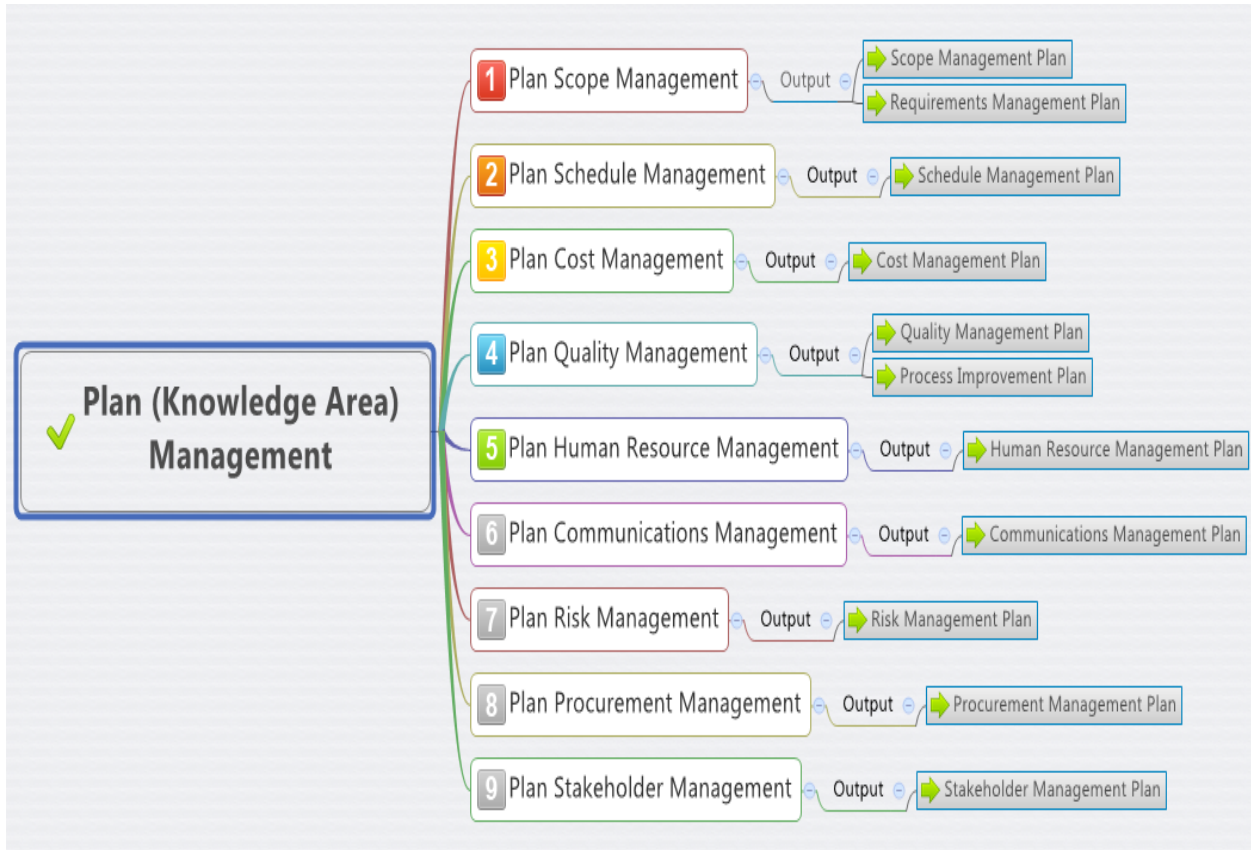 Plan (Knowledge Area)
Management
1 Plan Scope Management Output Scope Management Plan
Requirements Management Plan
2 Plan Schedule Management Output Schedule Management Plan
3 Plan Cost Management Output Cost Management Plan
4 Plan Quality Management Output Quality Management Plan
Process Improvement Plan
5 Plan Human Resource Management Output Human Resource Management Plan
6 Plan Communications Management Output Communications Management Plan
7 Plan Risk Management Output Risk Management Plan
8 Plan Procurement Management Output Procurement Management Plan
9 Plan Stakeholder Management Output Stakeholder Management Plan